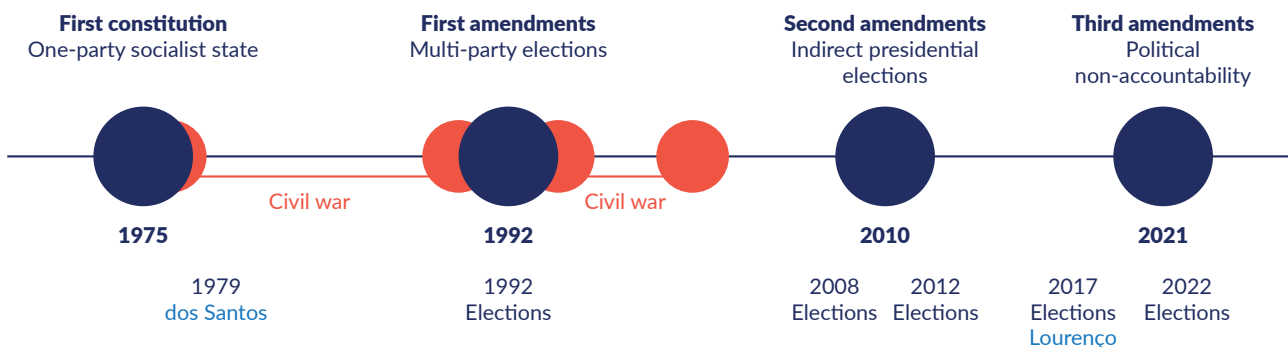 First constitution
One-party socialist state
First amendments
Multi-party elections
Second amendments
Indirect presidential
elections
Third amendments
Political
non-accountability
Civil war
Civil war
1975
1992
2010
2021
1979
dos Santos
1992
Elections
2008
Elections
2012
Elections
2017
Elections
Lourenço
2022
Elections